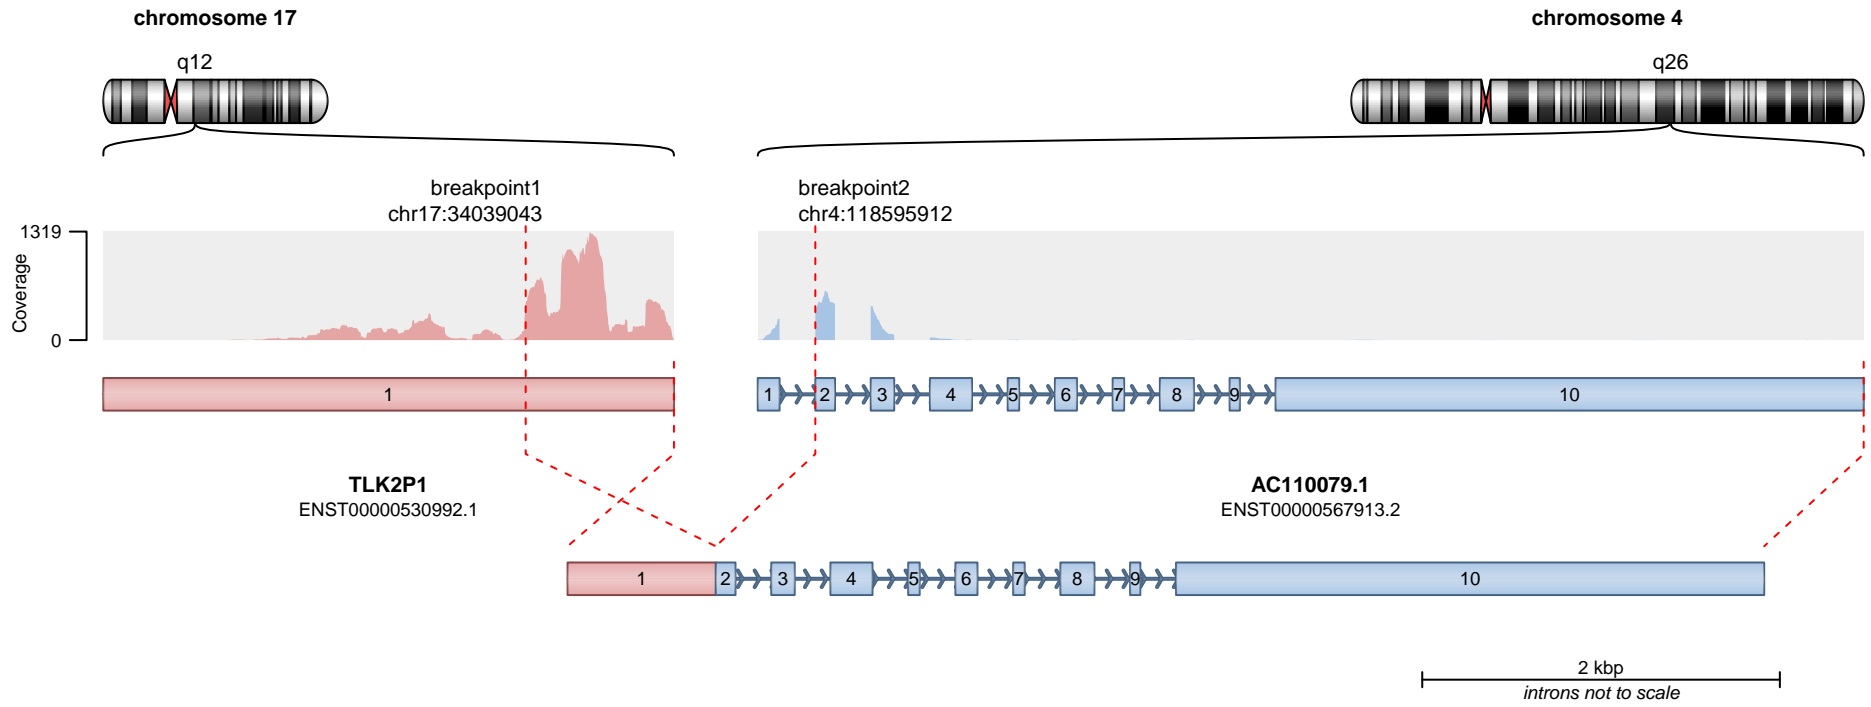 chromosome 17
chromosome 4
q12
q26
breakpoint1
chr17:34039043
breakpoint2
chr4:118595912
1319
0
Coverage
1
1 2 3 4 5 6 7 8 9 10
TLK2P1
ENST00000530992.1
AC110079.1
ENST00000567913.2
1 2 3 4 5 6 7 8 9 10
2 kbp
introns not to scale